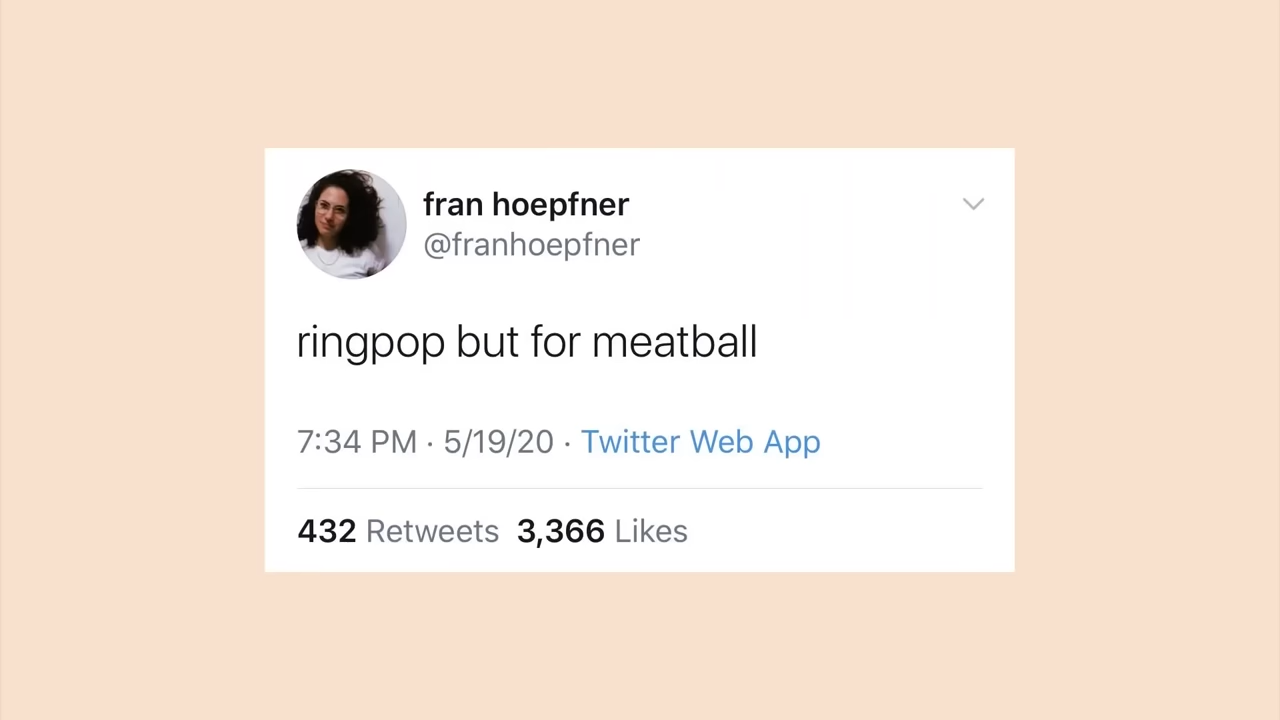 fran hoepfner
@franhoepfner
ringpop but for meatball
7:34 PM · 5/19/20 · Twitter Web App
432 Retweets 3,366 Likes